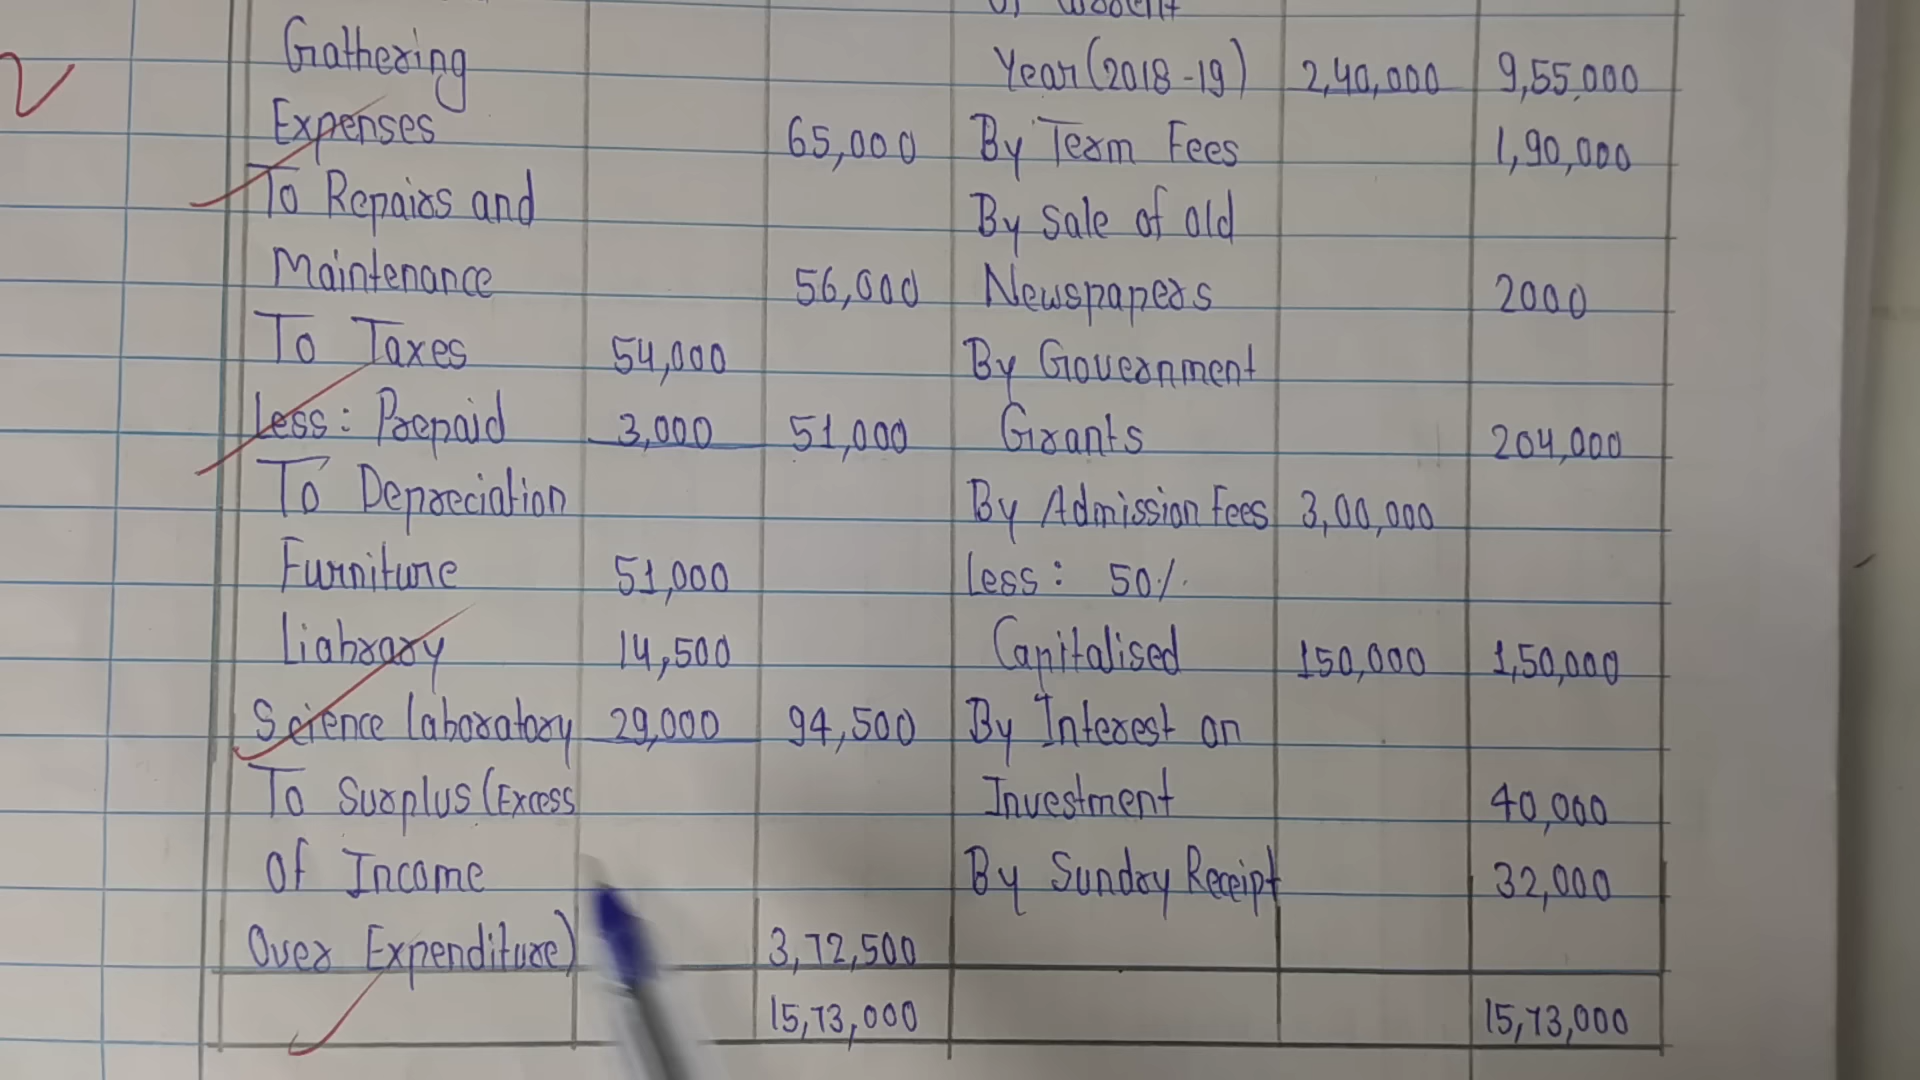 Gathering
Year (2018-19) 2,40,000 9,55,000
Expenses 65,000 By Term Fees 1,90,000
To Repairs and By Sale of old
Maintenance 56,000 Newspapers 2000
To Taxes 54,000 By Government
Less: Prepaid 3,000 51,000 Grants 204,000
To Depreciation By Admission Fees 3,00,000
Furniture 51,000 Less: 50%
Liabrary 14,500 Capitalised 150,000 1,50,000
Science laboratory 29,000 94,500 By Interest on
To Surplus (Excess Investment 40,000
Of Income By Sundry Receipt 32,000
Over Expenditure) 3,72,500
15,73,000 15,73,000